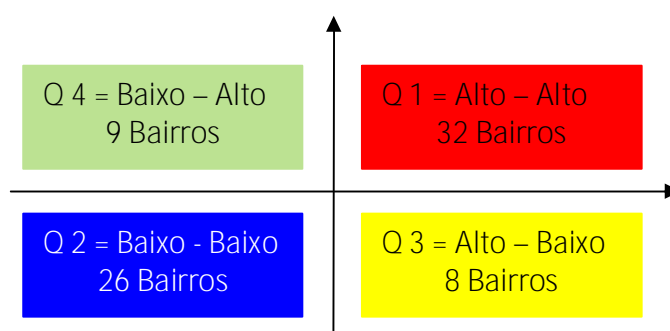 Q 4 = Baixo – Alto
9 Bairros
Q 1 = Alto – Alto
32 Bairros
Q 2 = Baixo - Baixo
26 Bairros
Q 3 = Alto – Baixo
8 Bairros